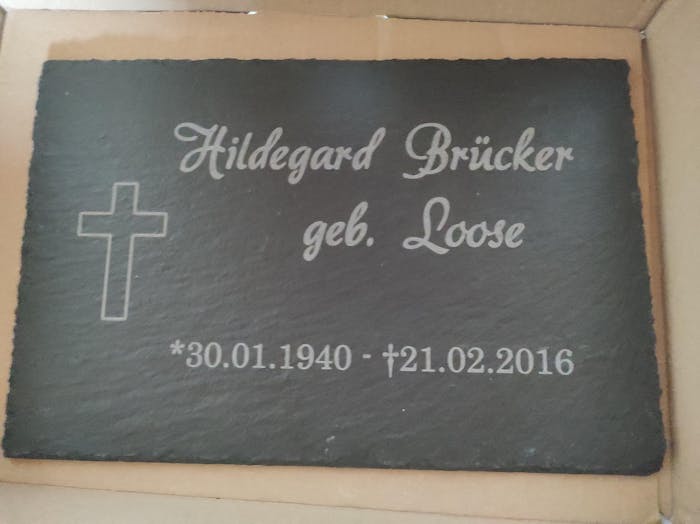 Hildegard Brücker
geb. Loose
*30.01.1940 - †21.02.2016